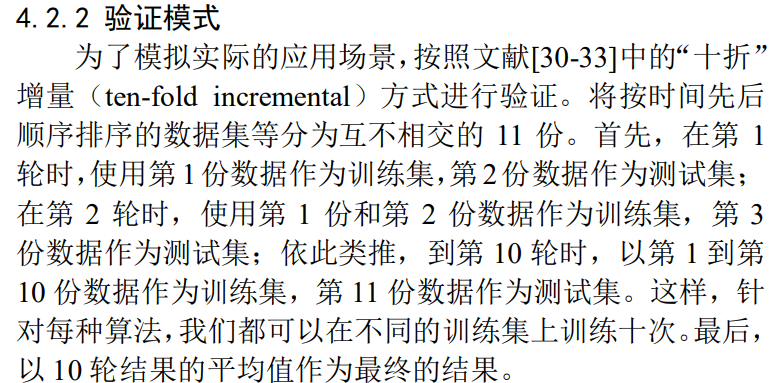 4.2.2 验证模式
为了模拟实际的应用场景,按照文献[30-33]中的“十折”
增量（ten-fold incremental）方式进行验证。将按时间先后
顺序排序的数据集等分为互不相交的 11 份。首先，在第 1
轮时,使用第1份数据作为训练集,第2份数据作为测试集；
在第 2 轮时，使用第 1 份和第 2 份数据作为训练集，第 3
份数据作为测试集；依此类推，到第 10 轮时，以第 1 到第
10 份数据作为训练集，第 11 份数据作为测试集。这样，针
对每种算法,我们都可以在不同的训练集上训练十次。最后，
以 10 轮结果的平均值作为最终的结果。